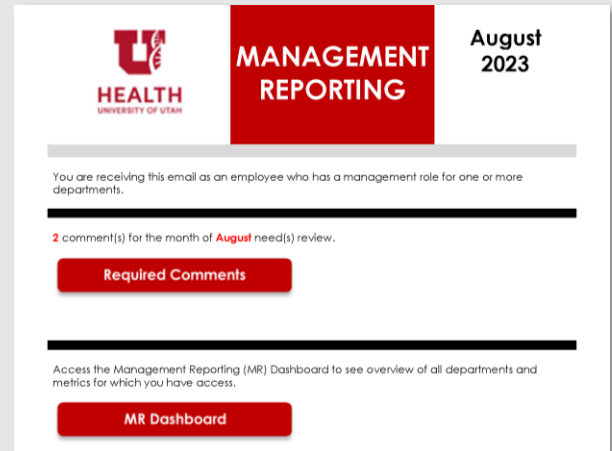 HEALTH
UNIVERSITY OF UTAH
MANAGEMENT
REPORTING
August
2023
You are receiving this email as an employee who has a management role for one or more
departments.
2 comment(s) for the month of August need(s) review.
Required Comments
Access the Management Reporting (MR) Dashboard to see overview of all departments and
metrics for which you have access.
MR Dashboard